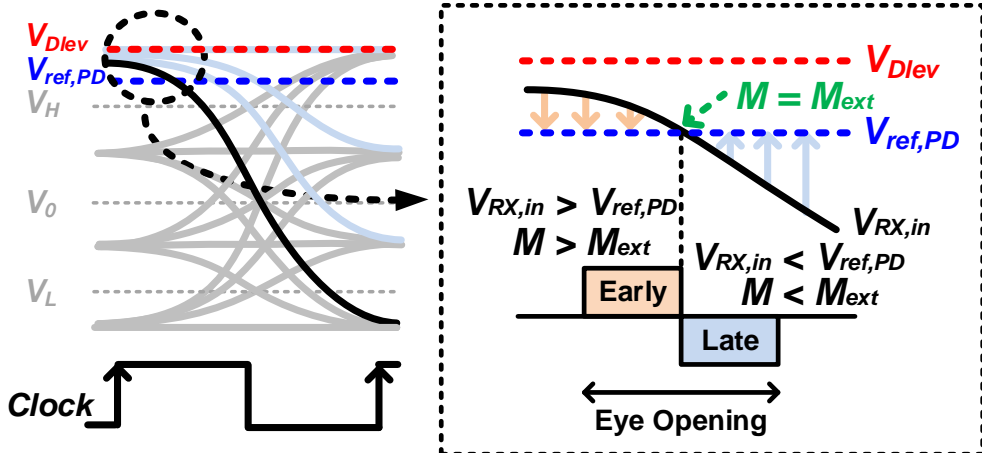 V_Dlev
V_ref,PD
V_H
V_0
V_L
Clock
V_Dlev
M = M_ext
V_ref,PD
V_RX,in > V_ref,PD
M > M_ext
V_RX,in
V_RX,in < V_ref,PD
M < M_ext
Early
Late
Eye Opening